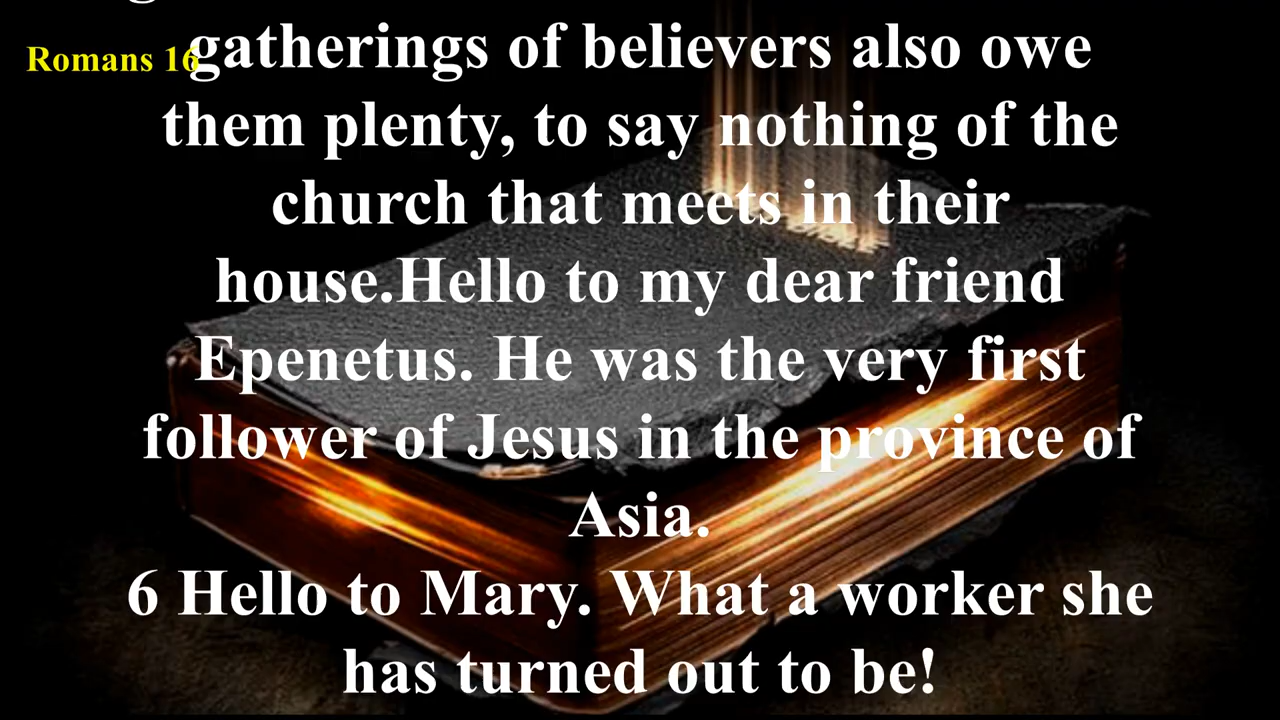 Romans 16
gatherings of believers also owe
them plenty, to say nothing of the
church that meets in their
house.Hello to my dear friend
Epenetus. He was the very first
follower of Jesus in the province of
Asia.
6 Hello to Mary. What a worker she
has turned out to be!